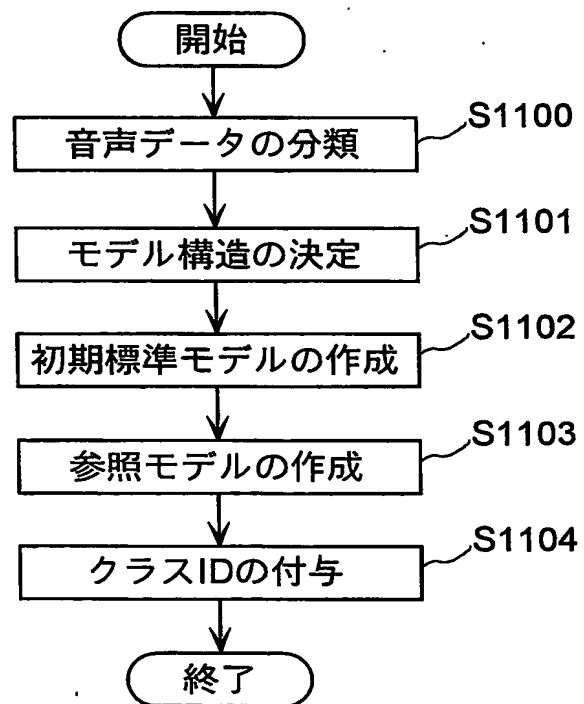 開始
音声データの分類
S1100
モデル構造の決定
S1101
初期標準モデルの作成
S1102
参照モデルの作成
S1103
クラスIDの付与
S1104
終了